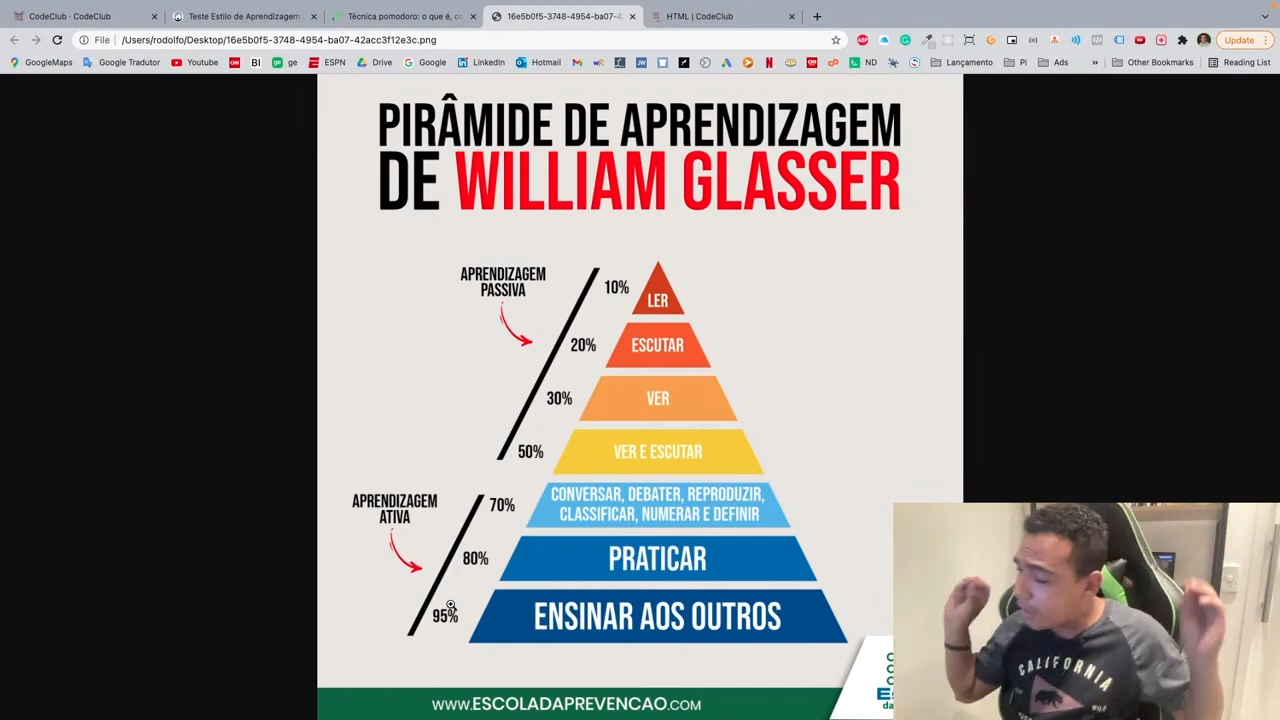 CodeClub · CodeClub
Teste Estilo de Aprendizagem:
Técnica pomodoro: o que é, co
16e5b0f5-3748-4954-ba07-4
HTML | CodeClub
File
/Users/rodolfo/Desktop/16e5b0f5-3748-4954-ba07-42acc3f12e3c.png
ABP
Update
GoogleMaps
Google Tradutor
Youtube
BI
ge
ESPN
Drive
Google
LinkedIn
Hotmail
ND
Lançamento
PI
Ads
»
Other Bookmarks
Reading List
PIRÂMIDE DE APRENDIZAGEM
DE WILLIAM GLASSER
APRENDIZAGEM
PASSIVA
10%
LER
20%
ESCUTAR
30%
VER
50%
VER E ESCUTAR
APRENDIZAGEM
ATIVA
70%
CONVERSAR, DEBATER, REPRODUZIR,
CLASSIFICAR, NUMERAR E DEFINIR
80%
PRATICAR
95%
ENSINAR AOS OUTROS
WWW.ESCOLADAPREVENCAO.COM
CALIFORNIA